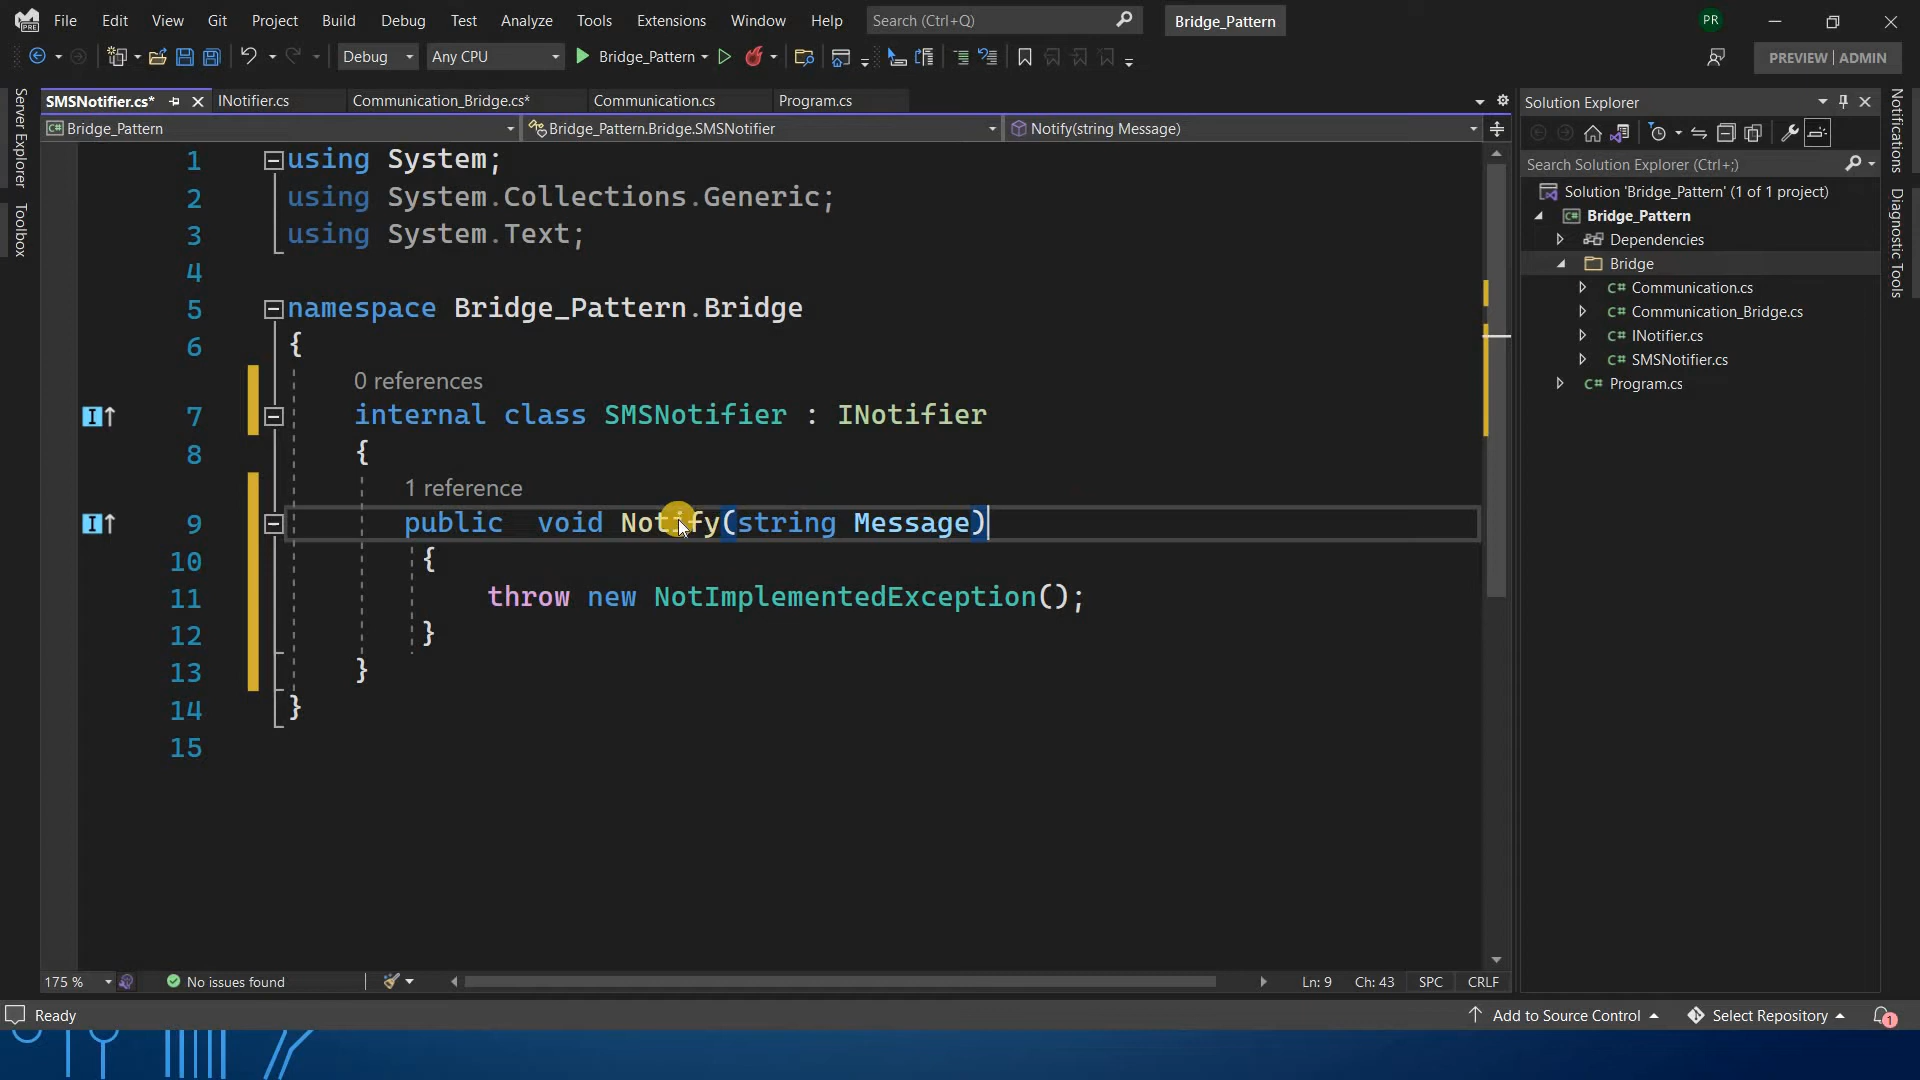 File Edit View Git Project Build Debug Test Analyze Tools Extensions Window Help Search (Ctrl+Q) Bridge_Pattern PR
Debug Any CPU Bridge_Pattern PREVIEW | ADMIN
SMSNotifier.cs* INotifier.cs Communication_Bridge.cs* Communication.cs Program.cs
Bridge_Pattern Bridge_Pattern.Bridge.SMSNotifier Notify(string Message)
Server Explorer
Toolbox
1 using System;
2 using System.Collections.Generic;
3 using System.Text;
4
5 namespace Bridge_Pattern.Bridge
6 {
0 references
7 internal class SMSNotifier : INotifier
8 {
1 reference
9 public  void Notify(string Message)
10 {
11 throw new NotImplementedException();
12 }
13 }
14 }
15
175 % No issues found Ln: 9 Ch: 43 SPC CRLF
Solution Explorer
Search Solution Explorer (Ctrl+;)
Solution 'Bridge_Pattern' (1 of 1 project)
Bridge_Pattern
Dependencies
Bridge
Communication.cs
Communication_Bridge.cs
INotifier.cs
SMSNotifier.cs
Program.cs
Notifications
Diagnostic Tools
Ready Add to Source Control Select Repository 1